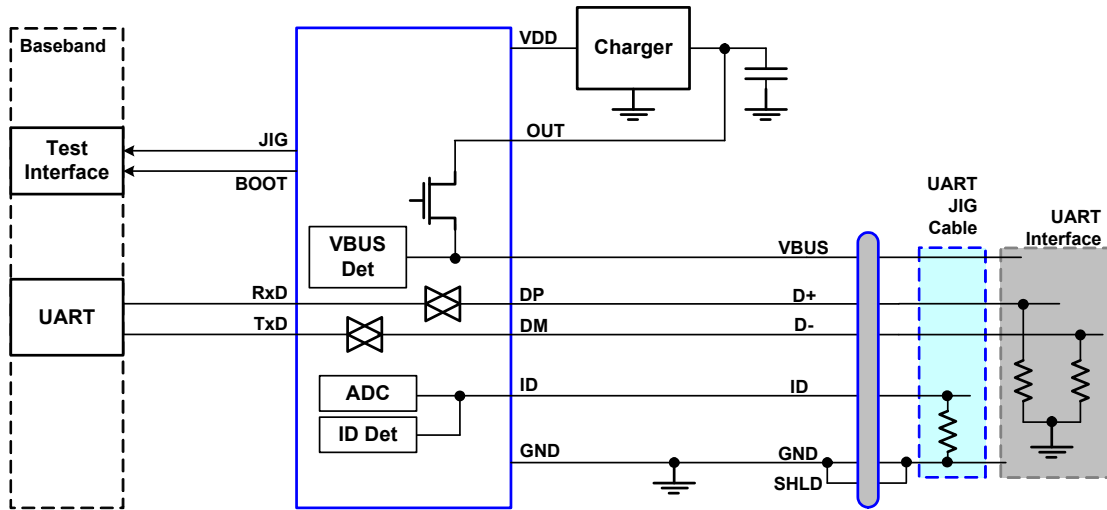 Baseband
VDD
Charger
Test
Interface
JIG
BOOT
OUT
UART
JIG
Cable
UART
Interface
VBUS
Det
VBUS
UART
RxD
DP
D+
TxD
DM
D-
ADC
ID
ID
ID Det
GND
GND
SHLD